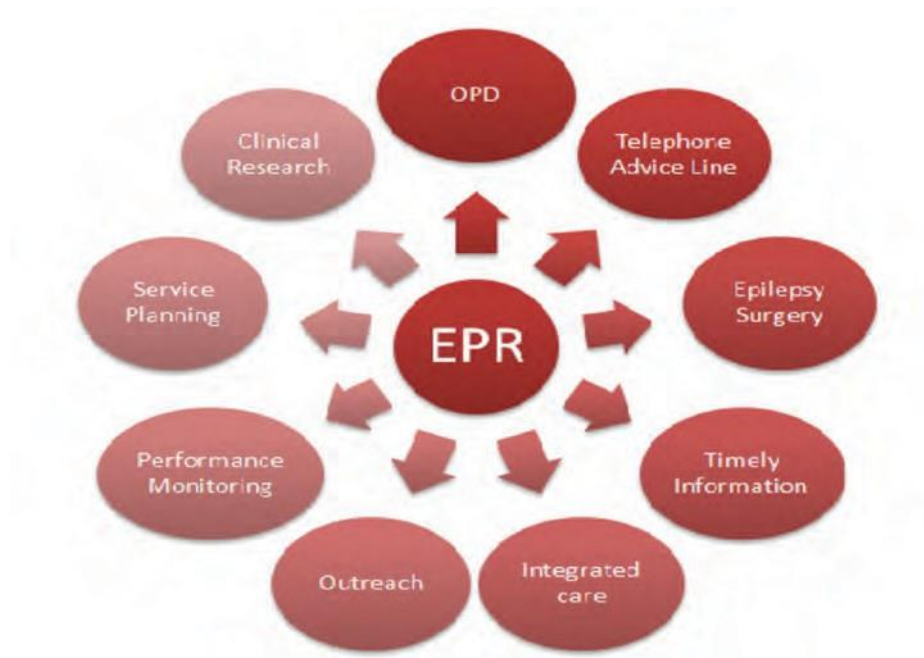 OPD
Telephone
Advice Line
Epilepsy
Surgery
Timely
Information
Integrated
care
Outreach
Performance
Monitoring
Service
Planning
Clinical
Research
EPR